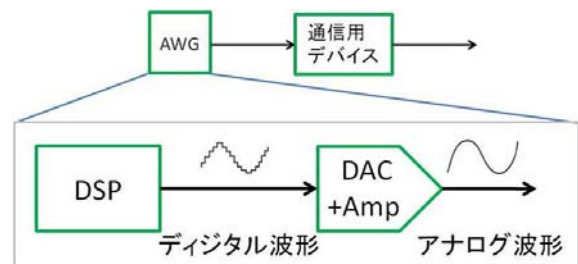 AWG
通信用
デバイス
DSP
DAC
+Amp
ディジタル波形
アナログ波形